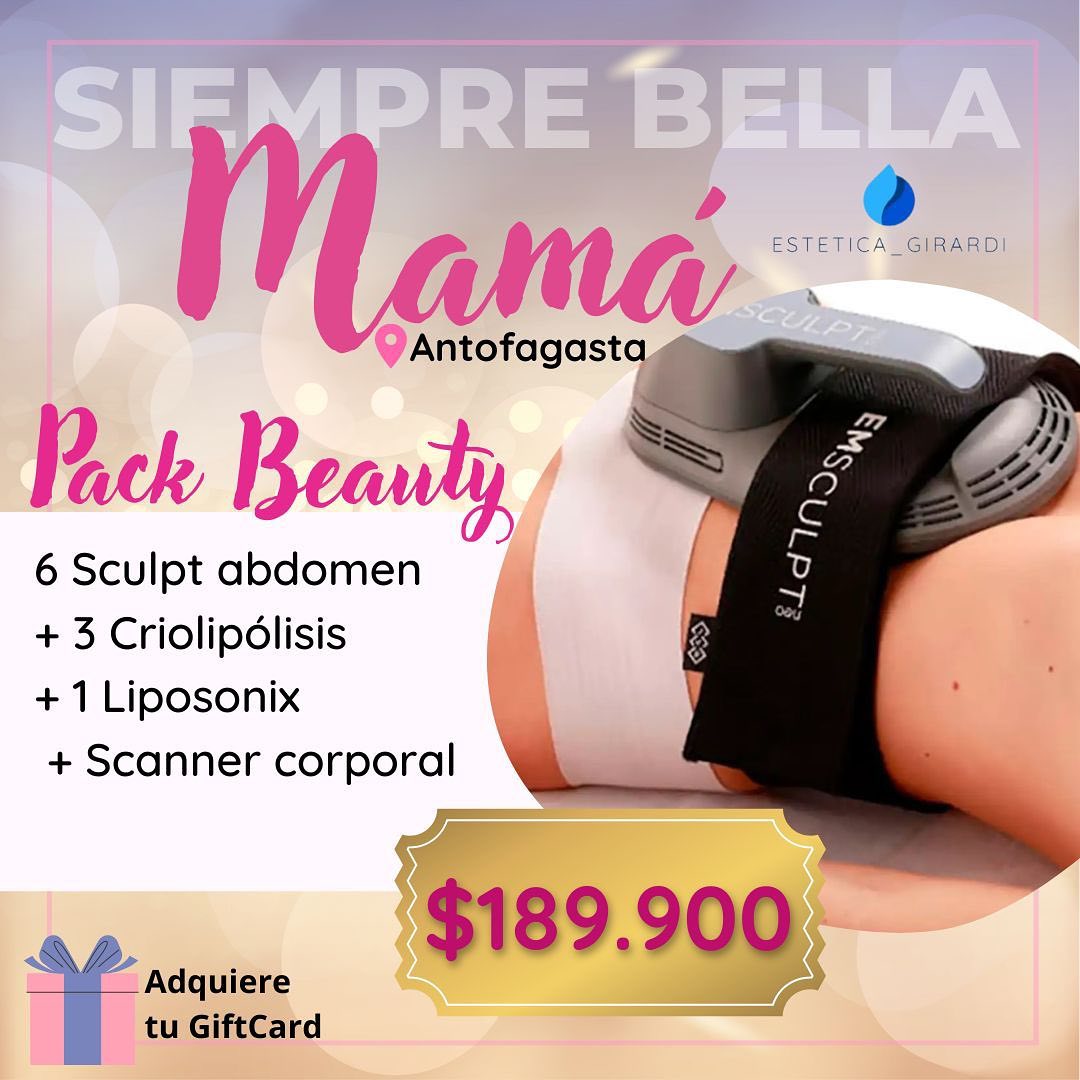 SIEMPRE BELLA
Mamá
ESTETICA_GIRARDI
Antofagasta
Pack Beauty
6 Sculpt abdomen
+ 3 Criolipólisis
+ 1 Liposonix
+ Scanner corporal
SCULPT
EMSCULPT neo
$189.900
Adquiere
tu GiftCard